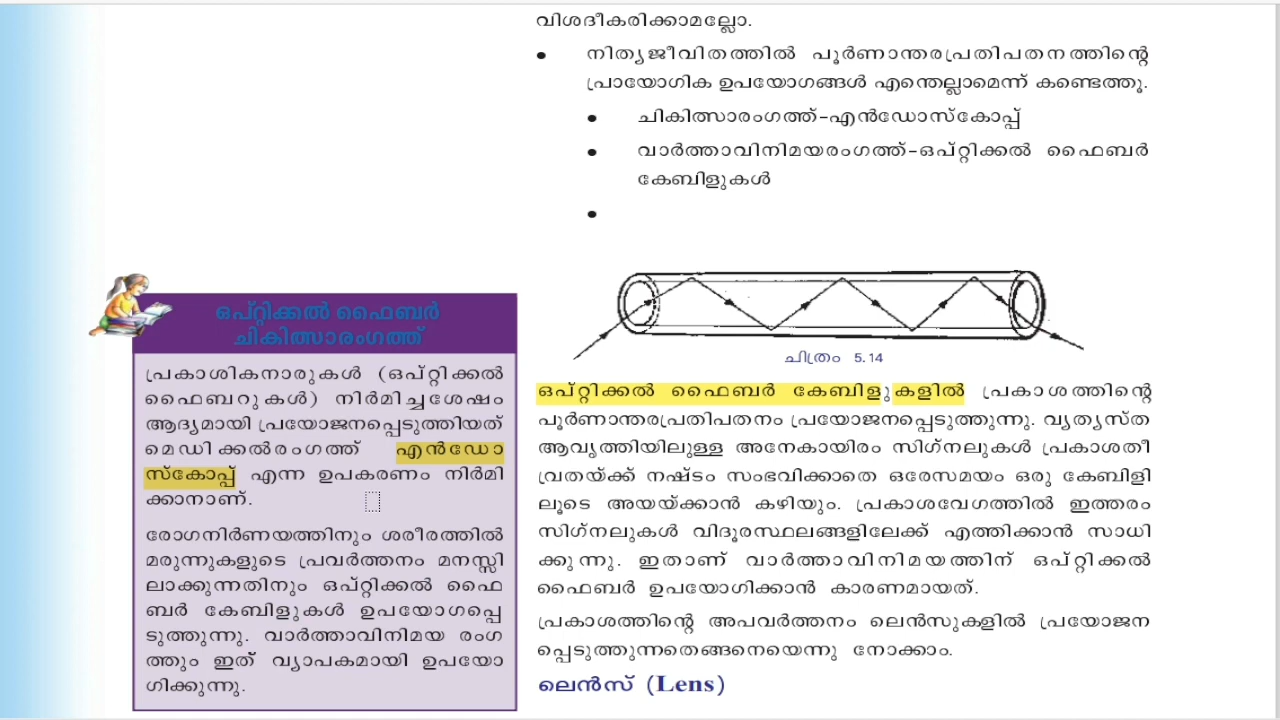 വിശദീകരിക്കാമല്ലോ.
• നിത്യജീവിതത്തിൽ പൂർണാന്തരപ്രതിപതനത്തിന്റെ
പ്രായോഗിക ഉപയോഗങ്ങൾ എന്തെല്ലാമെന്ന് കണ്ടെത്തൂ.
• ചികിത്സാരംഗത്ത്-എൻഡോസ്കോപ്പ്
• വാർത്താവിനിമയരംഗത്ത്-ഒപ്റ്റിക്കൽ ഫൈബർ
കേബിളുകൾ
•
ചിത്രം 5.14
ഒപ്റ്റിക്കൽ ഫൈബർ
ചികിത്സാരംഗത്ത്
പ്രകാശികനാരുകൾ (ഒപ്റ്റിക്കൽ
ഫൈബറുകൾ) നിർമിച്ചശേഷം
ആദ്യമായി പ്രയോജനപ്പെടുത്തിയത്
മെഡിക്കൽരംഗത്ത് എൻഡോ
സ്കോപ്പ് എന്ന ഉപകരണം നിർമി
ക്കാനാണ്.
രോഗനിർണയത്തിനും ശരീരത്തിൽ
മരുന്നുകളുടെ പ്രവർത്തനം മനസ്സി
ലാക്കുന്നതിനും ഒപ്റ്റിക്കൽ ഫൈ
ബർ കേബിളുകൾ ഉപയോഗപ്പെ
ടുത്തുന്നു. വാർത്താവിനിമയ രംഗ
ത്തും ഇത് വ്യാപകമായി ഉപയോ
ഗിക്കുന്നു.
ഒപ്റ്റിക്കൽ ഫൈബർ കേബിളുകളിൽ പ്രകാശത്തിന്റെ
പൂർണാന്തരപ്രതിപതനം പ്രയോജനപ്പെടുത്തുന്നു. വ്യത്യസ്ത
ആവൃത്തിയിലുള്ള അനേകായിരം സിഗ്നലുകൾ പ്രകാശതീ
വ്രതയ്ക്ക് നഷ്ടം സംഭവിക്കാതെ ഒരേസമയം ഒരു കേബിളി
ലൂടെ അയയ്ക്കാൻ കഴിയും. പ്രകാശവേഗത്തിൽ ഇത്തരം
സിഗ്നലുകൾ വിദൂരസ്ഥലങ്ങളിലേക്ക് എത്തിക്കാൻ സാധി
ക്കുന്നു. ഇതാണ് വാർത്താവിനിമയത്തിന് ഒപ്റ്റിക്കൽ
ഫൈബർ ഉപയോഗിക്കാൻ കാരണമായത്.
പ്രകാശത്തിന്റെ അപവർത്തനം ലെൻസുകളിൽ പ്രയോജന
പ്പെടുത്തുന്നതെങ്ങനെയെന്നു നോക്കാം.
ലെൻസ് (Lens)